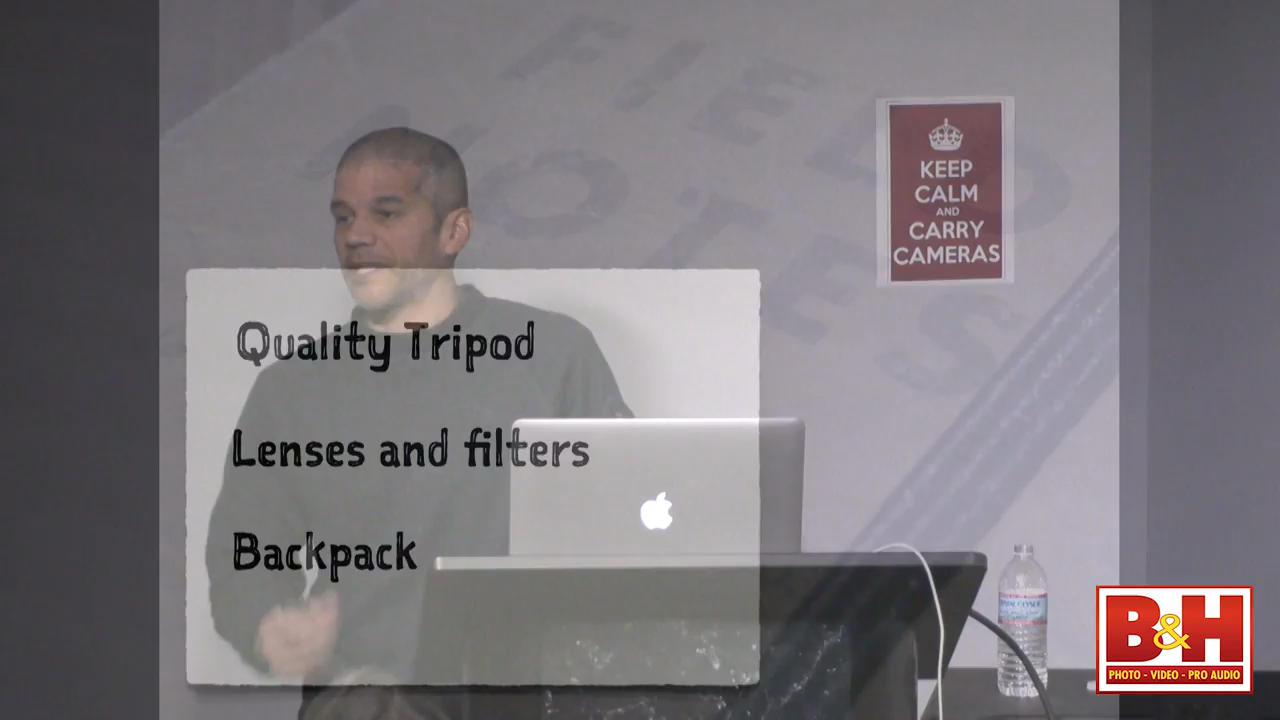 FIELD
NOTES
KEEP
CALM
AND
CARRY
CAMERAS
Quality Tripod
Lenses and filters
Backpack
B&H
PHOTO - VIDEO - PRO AUDIO